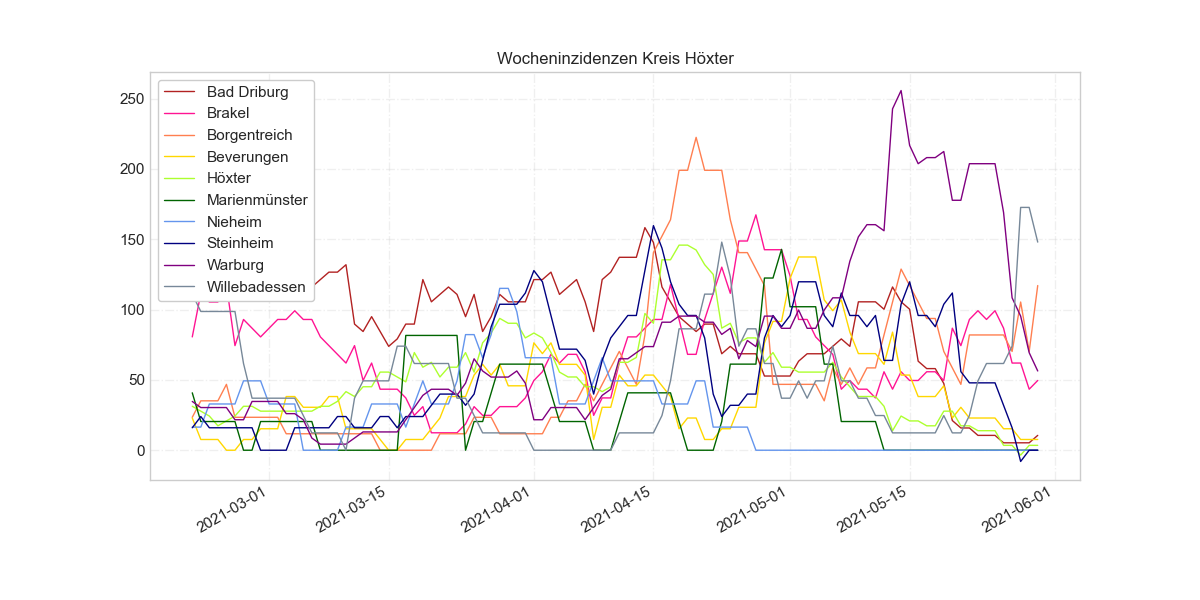 Wocheninzidenzen Kreis Höxter
250
200
150
100
50
0
Bad Driburg
Brakel
Borgentreich
Beverungen
Höxter
Marienmünster
Nieheim
Steinheim
Warburg
Willebadessen
2021-03-01
2021-03-15
2021-04-01
2021-04-15
2021-05-01
2021-05-15
2021-06-01